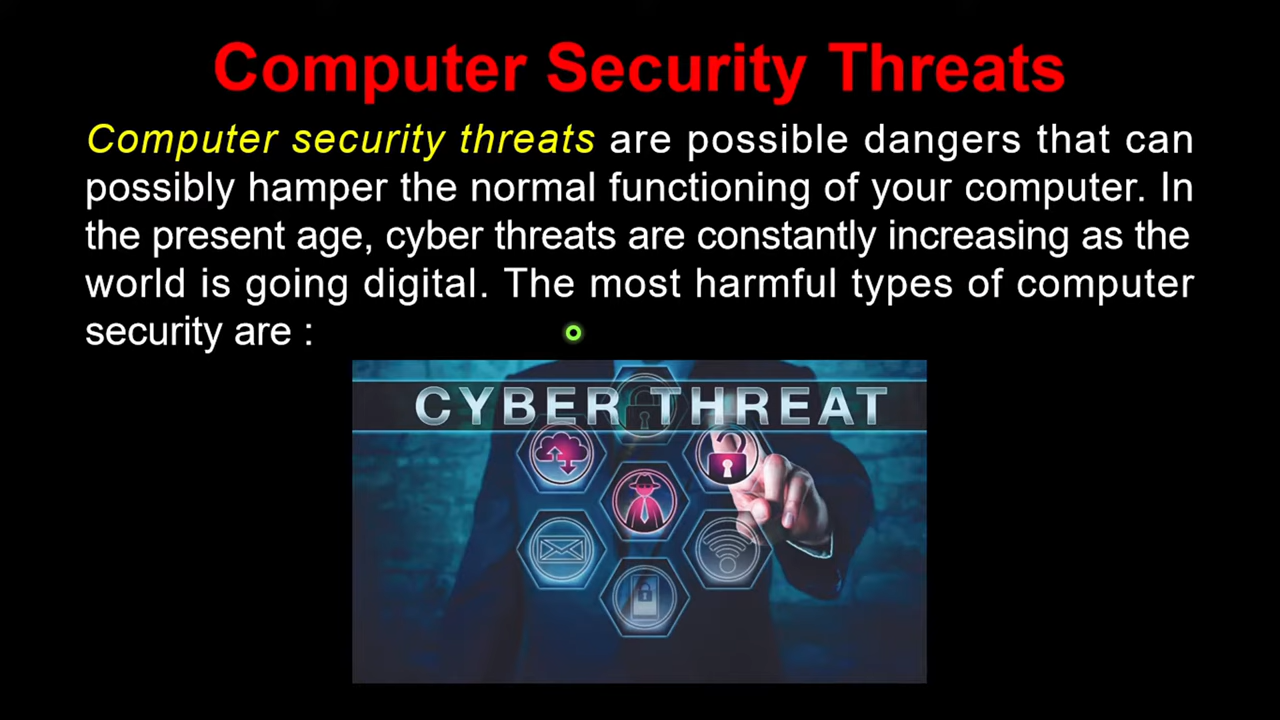 Computer Security Threats
Computer security threats are possible dangers that can
possibly hamper the normal functioning of your computer. In
the present age, cyber threats are constantly increasing as the
world is going digital. The most harmful types of computer
security are :
CYBER THREAT